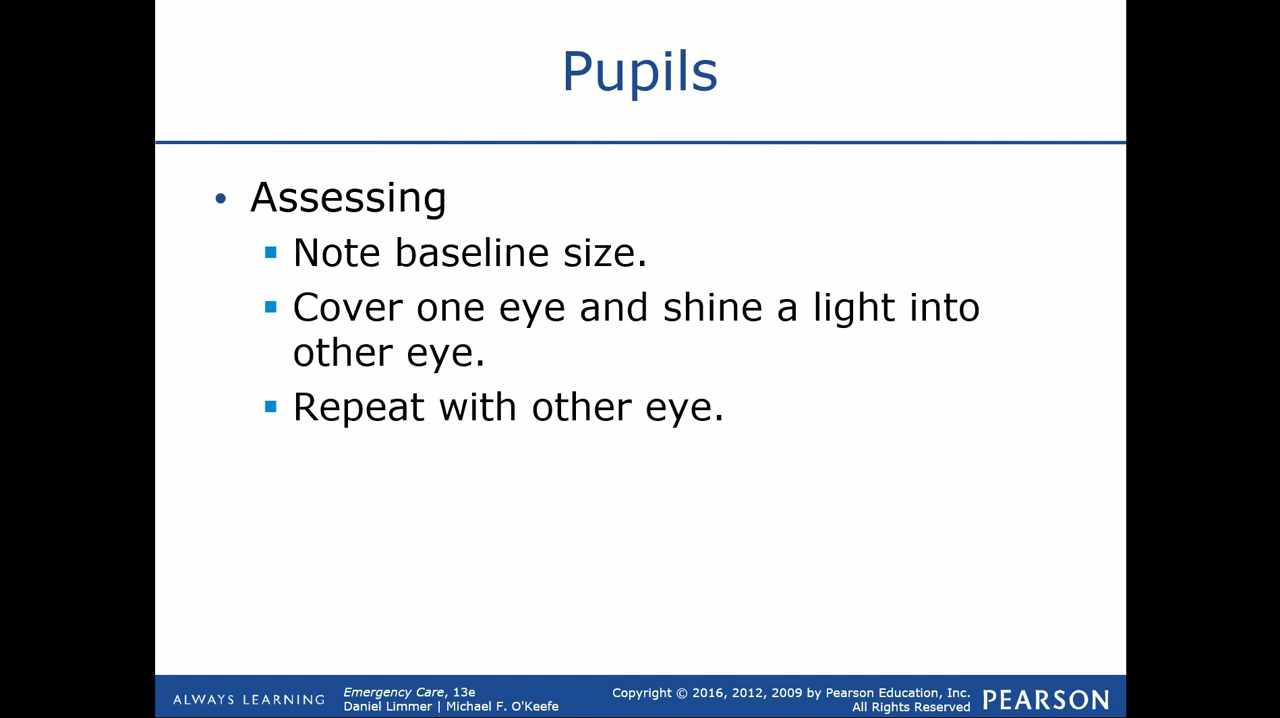 Pupils
• Assessing
▪ Note baseline size.
▪ Cover one eye and shine a light into
other eye.
▪ Repeat with other eye.
ALWAYS LEARNING
Emergency Care, 13e
Daniel Limmer | Michael F. O'Keefe
Copyright © 2016, 2012, 2009 by Pearson Education, Inc.
All Rights Reserved
PEARSON